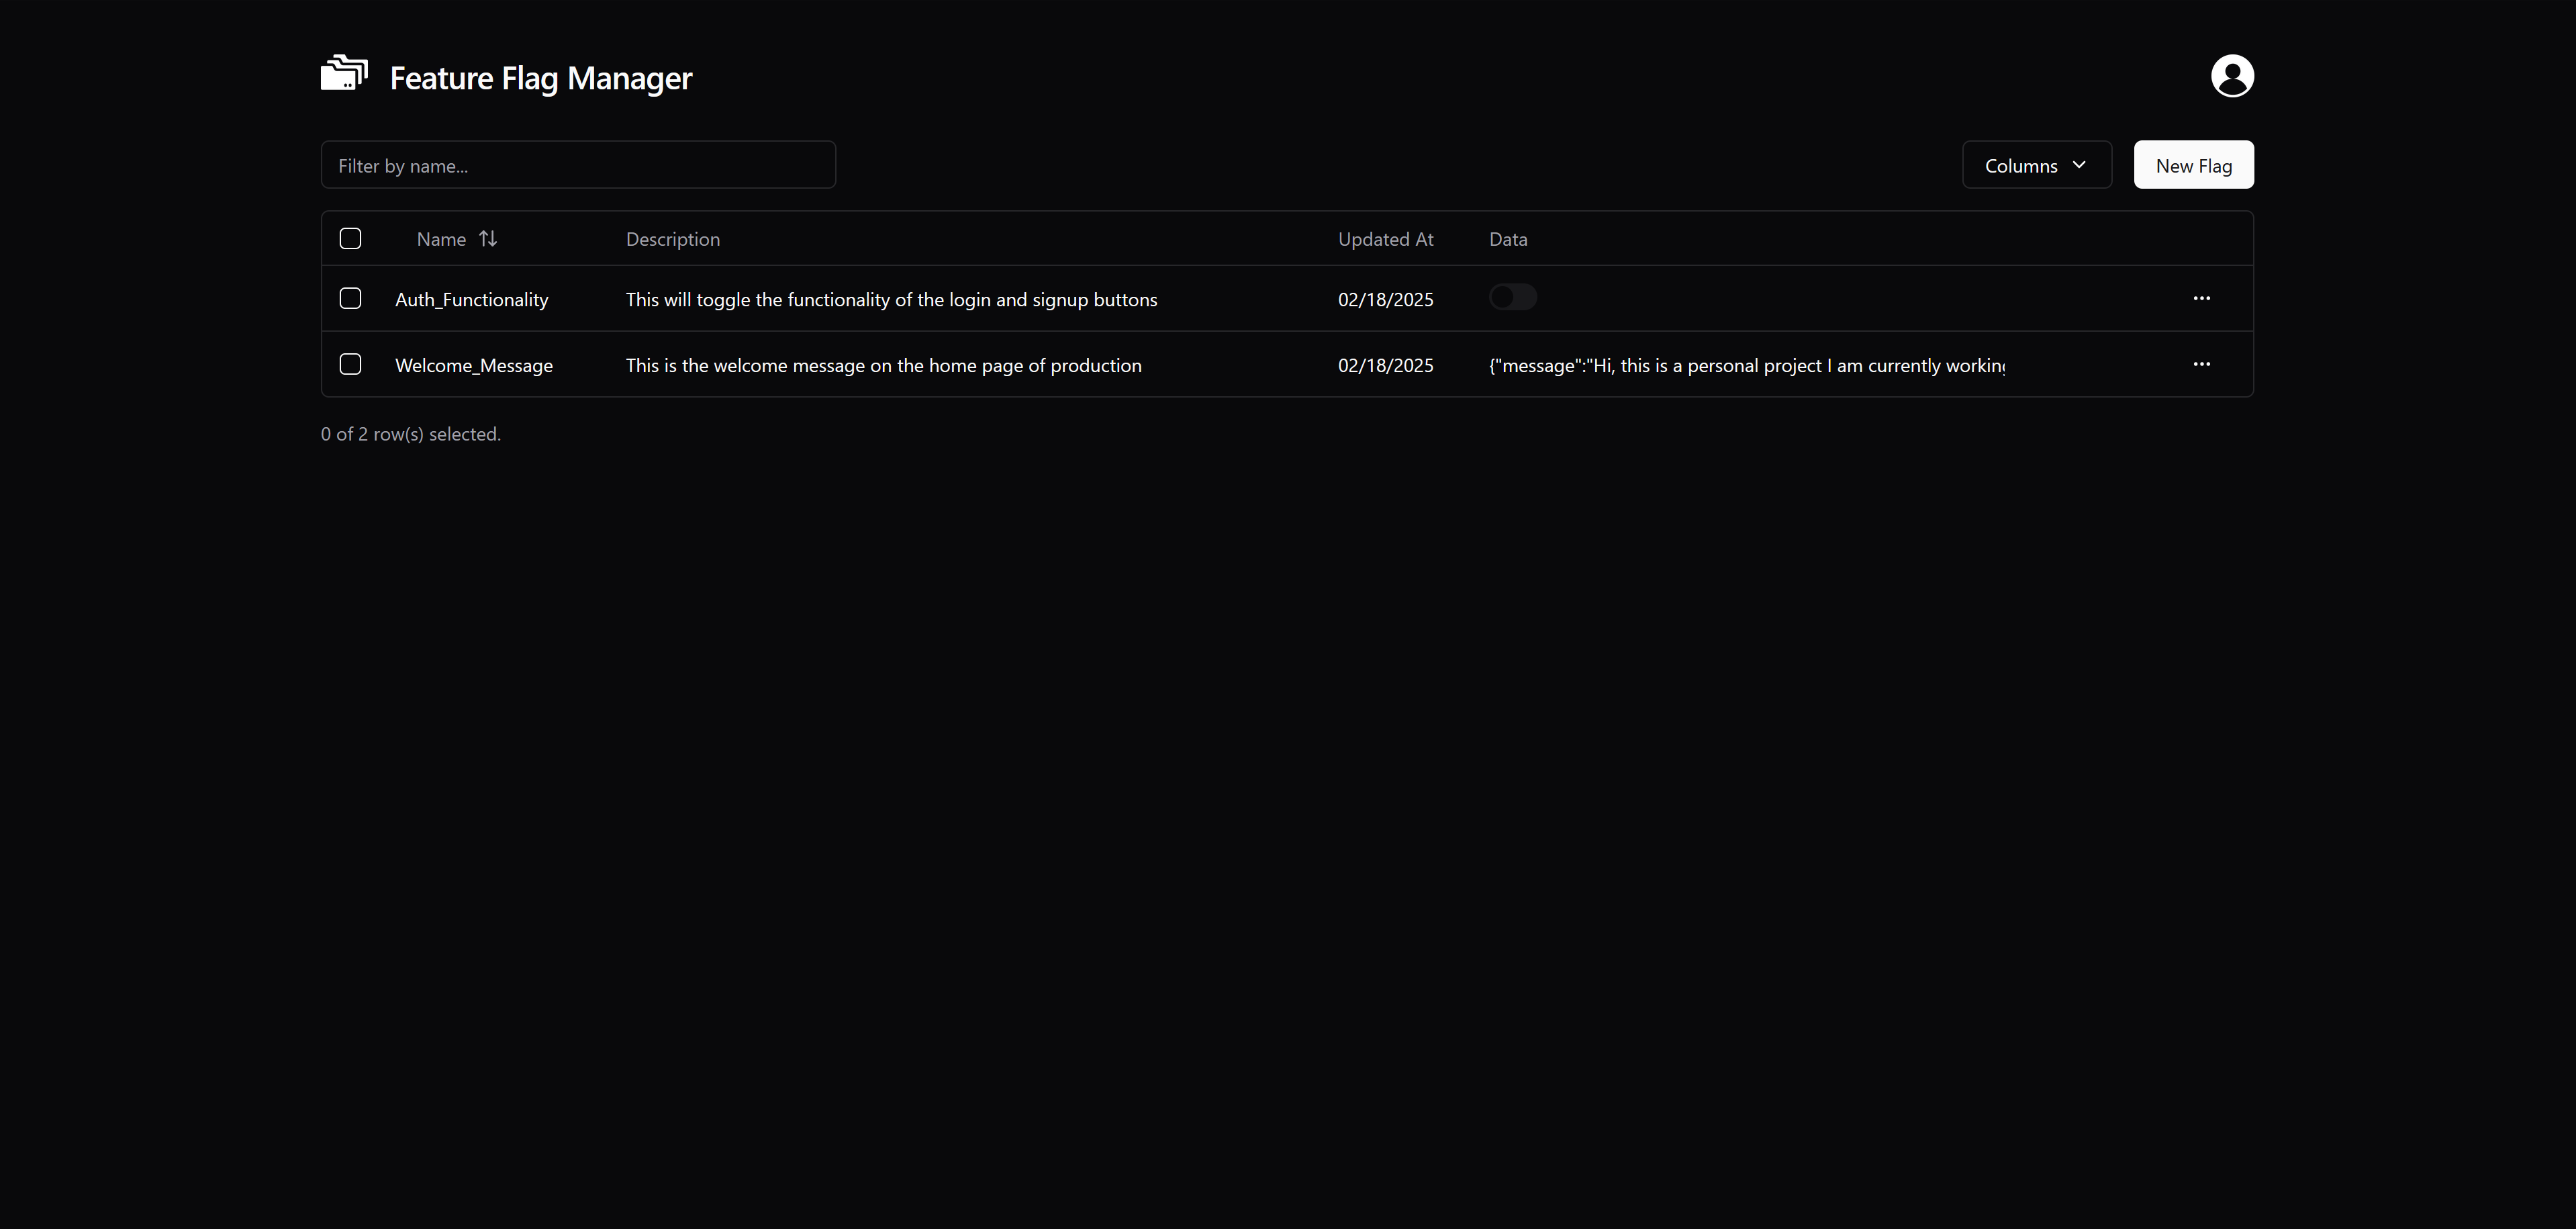 Feature Flag Manager
Filter by name...
Columns
New Flag
Name Description Updated At Data
Auth_Functionality This will toggle the functionality of the login and signup buttons 02/18/2025
Welcome_Message This is the welcome message on the home page of production 02/18/2025 {"message":"Hi, this is a personal project I am currently working
0 of 2 row(s) selected.